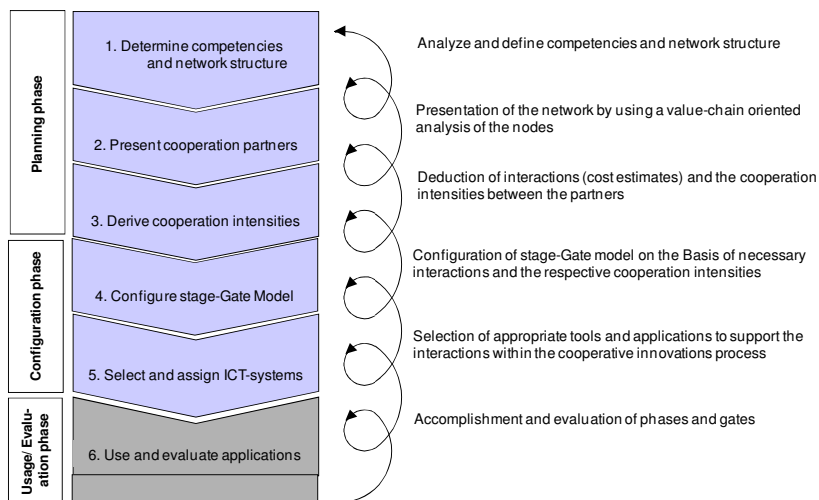 Planning phase
1. Determine competencies
and network structure
Analyze and define competencies and network structure
2. Present cooperation partners
Presentation of the network by using a value-chain oriented
analysis of the nodes
3. Derive cooperation intensities
Deduction of interactions (cost estimates) and the cooperation
intensities between the partners
Configuration phase
4. Configure stage-Gate Model
Configuration of stage-Gate model on the Basis of necessary
interactions and the respective cooperation intensities
5. Select and assign ICT-systems
Selection of appropriate tools and applications to support the
interactions within the cooperative innovations process
Usage/ Evalu-
ation phase
6. Use and evaluate applications
Accomplishment and evaluation of phases and gates